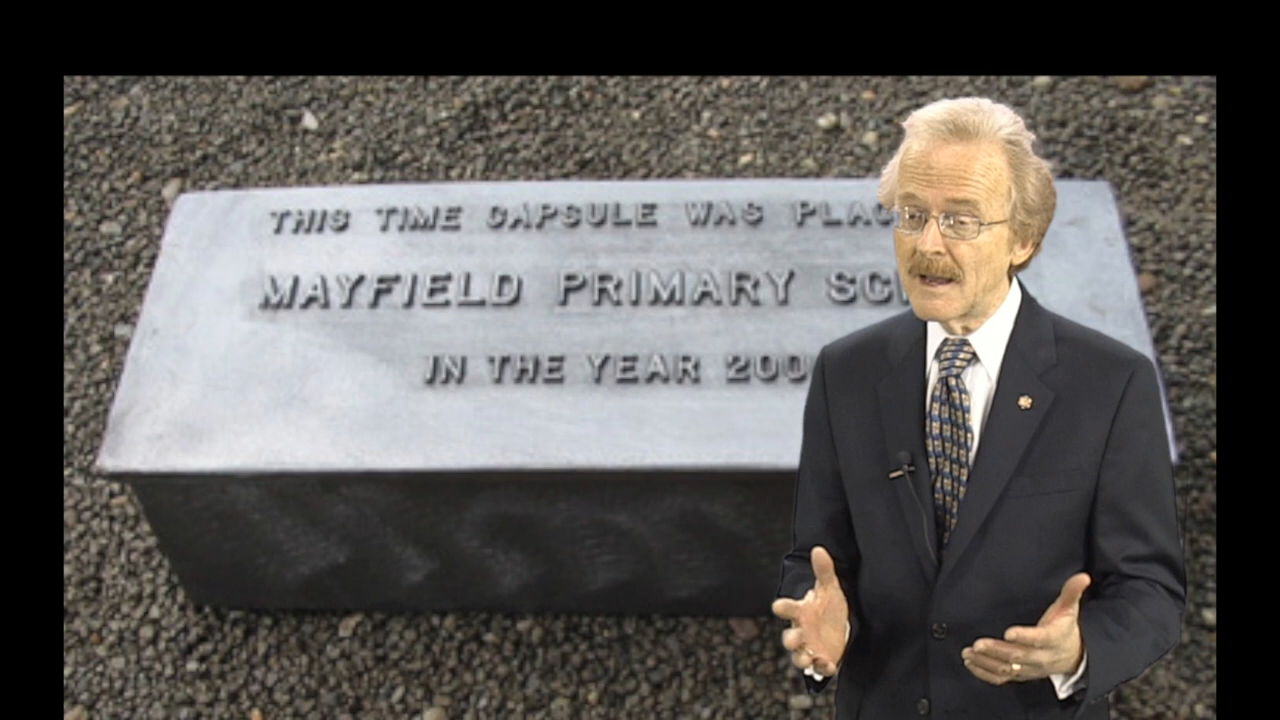 THIS TIME CAPSULE WAS PLAC
MAYFIELD PRIMARY SC
IN THE YEAR 200